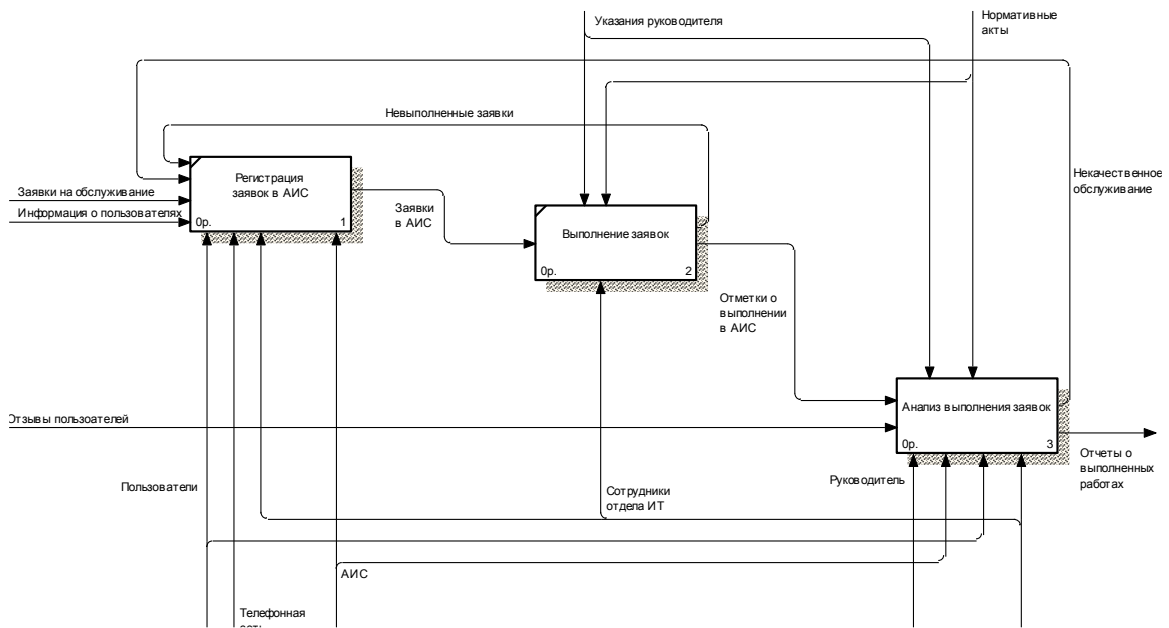 Указания руководителя
Нормативные
акты
Невыполненные заявки
Некачественное
обслуживание
Регистрация
заявок в АИС
0р.
1
Заявки на обслуживание
Информация о пользователях
Заявки
в АИС
Выполнение заявок
0р.
2
Отметки о
выполнении
в АИС
Анализ выполнения заявок
0р.
3
Отзывы пользоателей
Отчеты о
выполненных
работах
Пользователи
Сотрудники
отдела ИТ
Руководитель
АИС
Телефонная